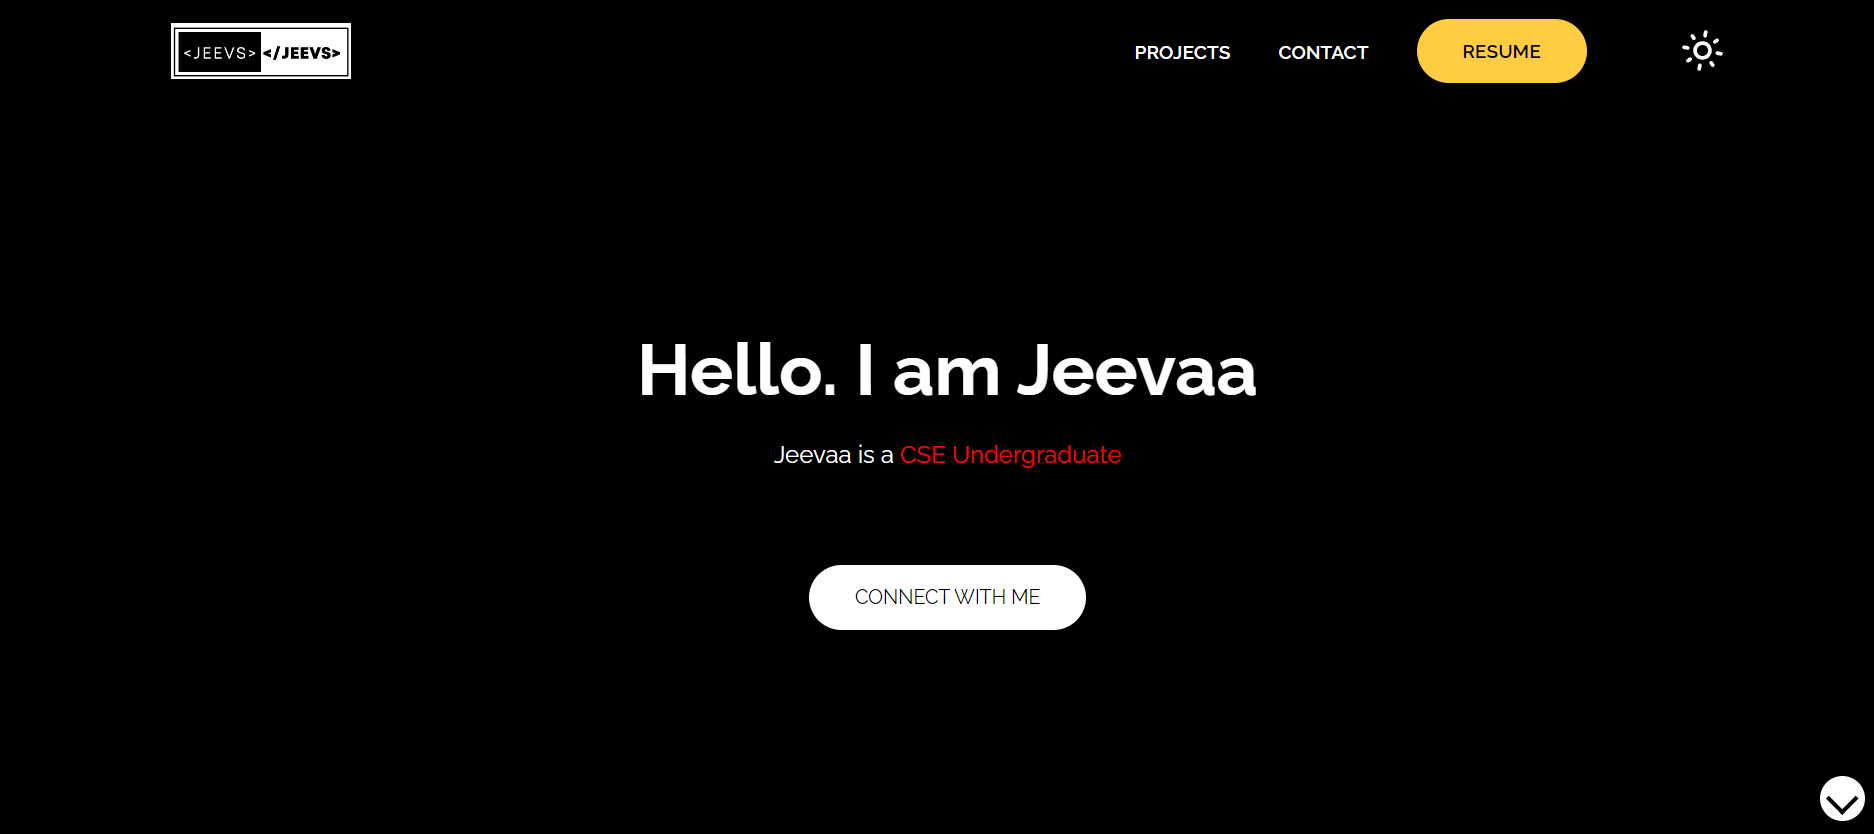 <JEEVS> </JEEVS>
PROJECTS CONTACT RESUME
Hello. I am Jeevaa
Jeevaa is a CSE Undergraduate
CONNECT WITH ME